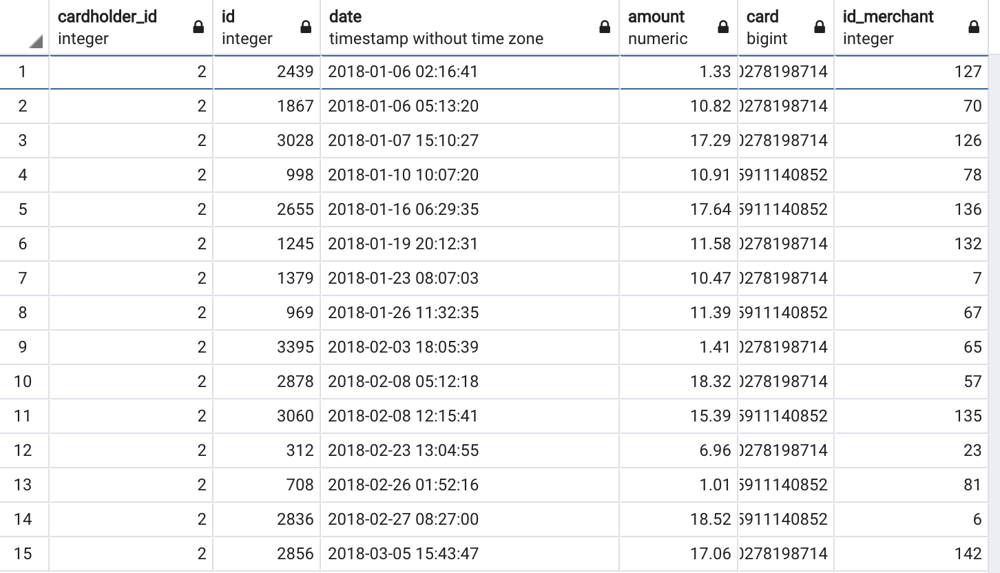 cardholder_id id date amount card id_merchant
integer integer timestamp without time zone numeric bigint integer
1 2 2439 2018-01-06 02:16:41 1.33 0278198714 127
2 2 1867 2018-01-06 05:13:20 10.82 0278198714 70
3 2 3028 2018-01-07 15:10:27 17.29 0278198714 126
4 2 998 2018-01-10 10:07:20 10.91 5911140852 78
5 2 2655 2018-01-16 06:29:35 17.64 5911140852 136
6 2 1245 2018-01-19 20:12:31 11.58 0278198714 132
7 2 1379 2018-01-23 08:07:03 10.47 0278198714 7
8 2 969 2018-01-26 11:32:35 11.39 5911140852 67
9 2 3395 2018-02-03 18:05:39 1.41 0278198714 65
10 2 2878 2018-02-08 05:12:18 18.32 0278198714 57
11 2 3060 2018-02-08 12:15:41 15.39 5911140852 135
12 2 312 2018-02-23 13:04:55 6.96 0278198714 23
13 2 708 2018-02-26 01:52:16 1.01 5911140852 81
14 2 2836 2018-02-27 08:27:00 18.52 5911140852 6
15 2 2856 2018-03-05 15:43:47 17.06 0278198714 142